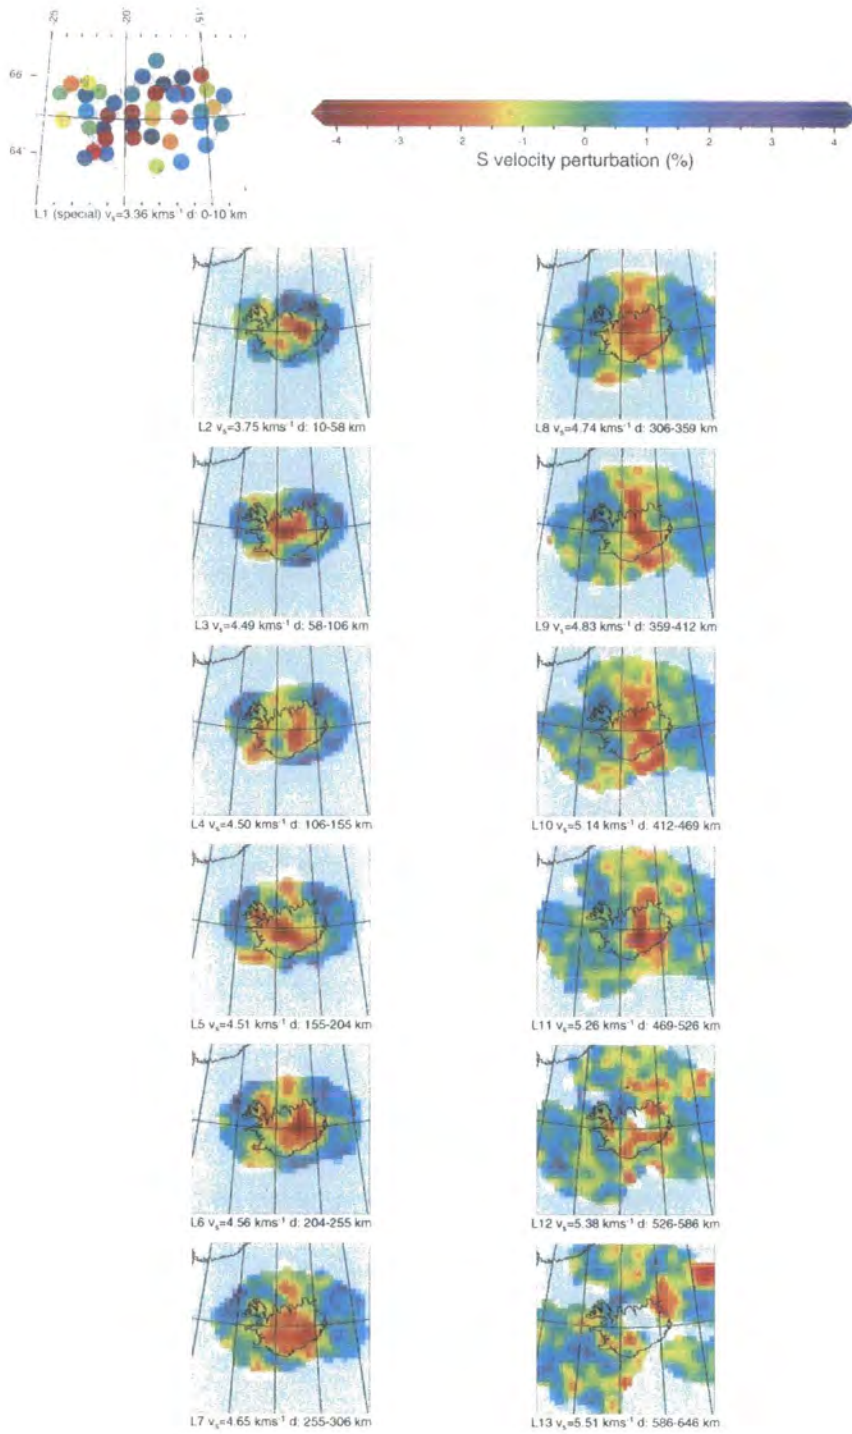 -25 -20 -15
66
64
L1 (special) vs=3.36 kms⁻¹ d: 0-10 km
-4 -3 -2 -1 0 1 2 3 4
S velocity perturbation (%)
L2 vs=3.75 kms⁻¹ d: 10-58 km
L3 vs=4.49 kms⁻¹ d: 58-106 km
L4 vs=4.50 kms⁻¹ d: 106-155 km
L5 vs=4.51 kms⁻¹ d: 155-204 km
L6 vs=4.56 kms⁻¹ d: 204-255 km
L7 vs=4.65 kms⁻¹ d: 255-306 km
L8 vs=4.74 kms⁻¹ d: 306-359 km
L9 vs=4.83 kms⁻¹ d: 359-412 km
L10 vs=5.14 kms⁻¹ d: 412-469 km
L11 vs=5.26 kms⁻¹ d: 469-526 km
L12 vs=5.38 kms⁻¹ d: 526-586 km
L13 vs=5.51 kms⁻¹ d: 586-646 km